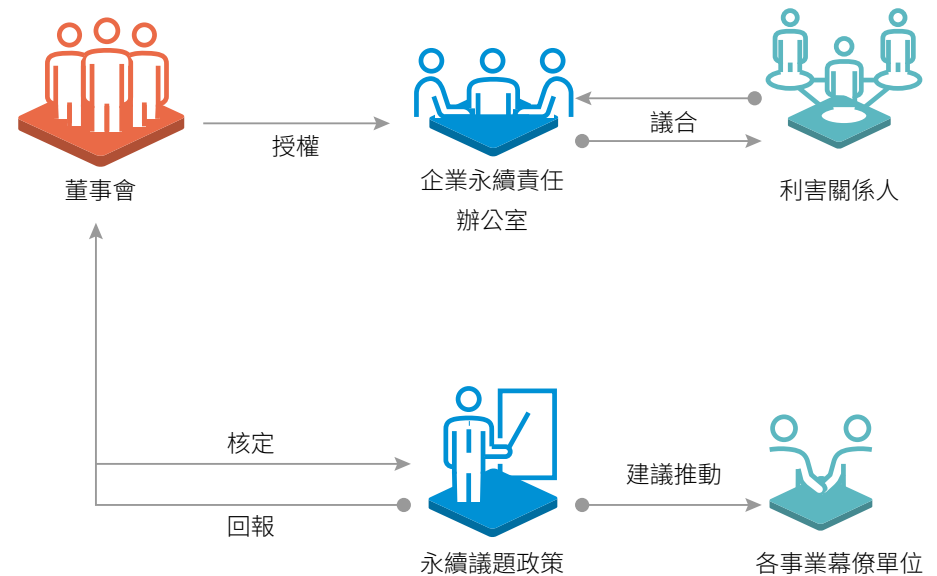 授權
議合
董事會
企業永續責任
辦公室
利害關係人
核定
建議推動
回報
永續議題政策
各事業幕僚單位